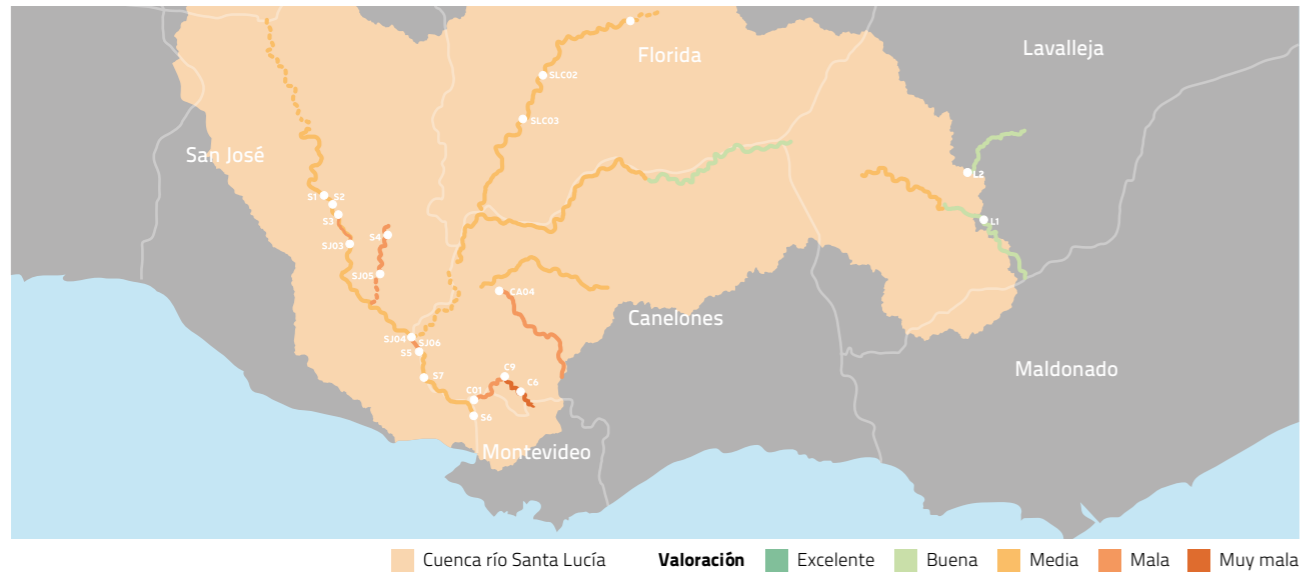 Lavalleja
Florida
SLC02
SLC03
San José
L2
S1
S2
S3
L1
S4
SJ03
SJ05
CA04
Canelones
SJ04
SJ06
S5
Maldonado
S7
C9
C6
C01
S6
Montevideo
Cuenca río Santa Lucía Valoración Excelente Buena Media Mala Muy mala